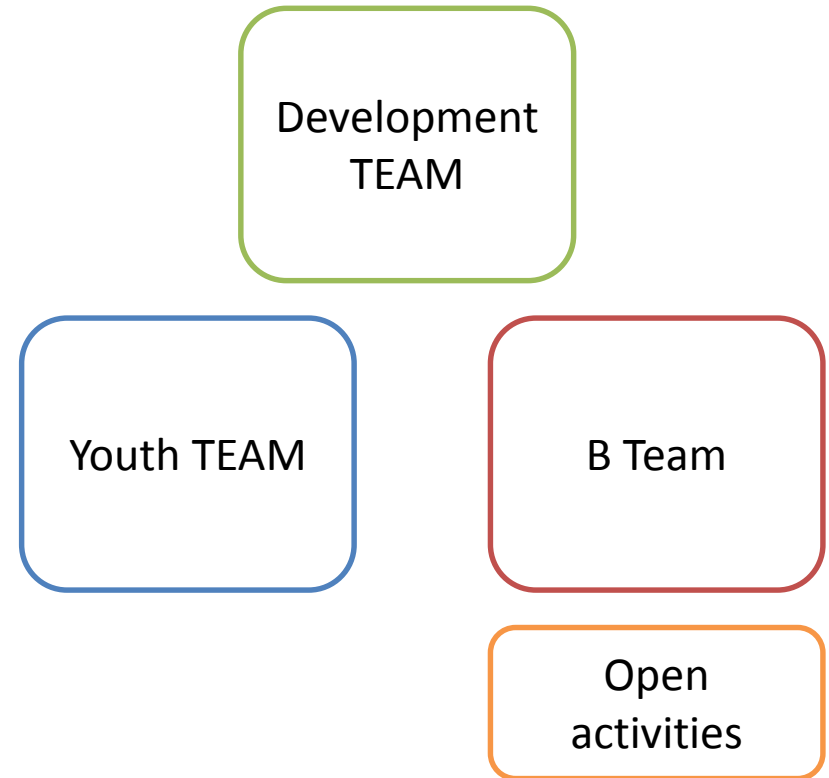 Development
TEAM
Youth TEAM
B Team
Open
activities